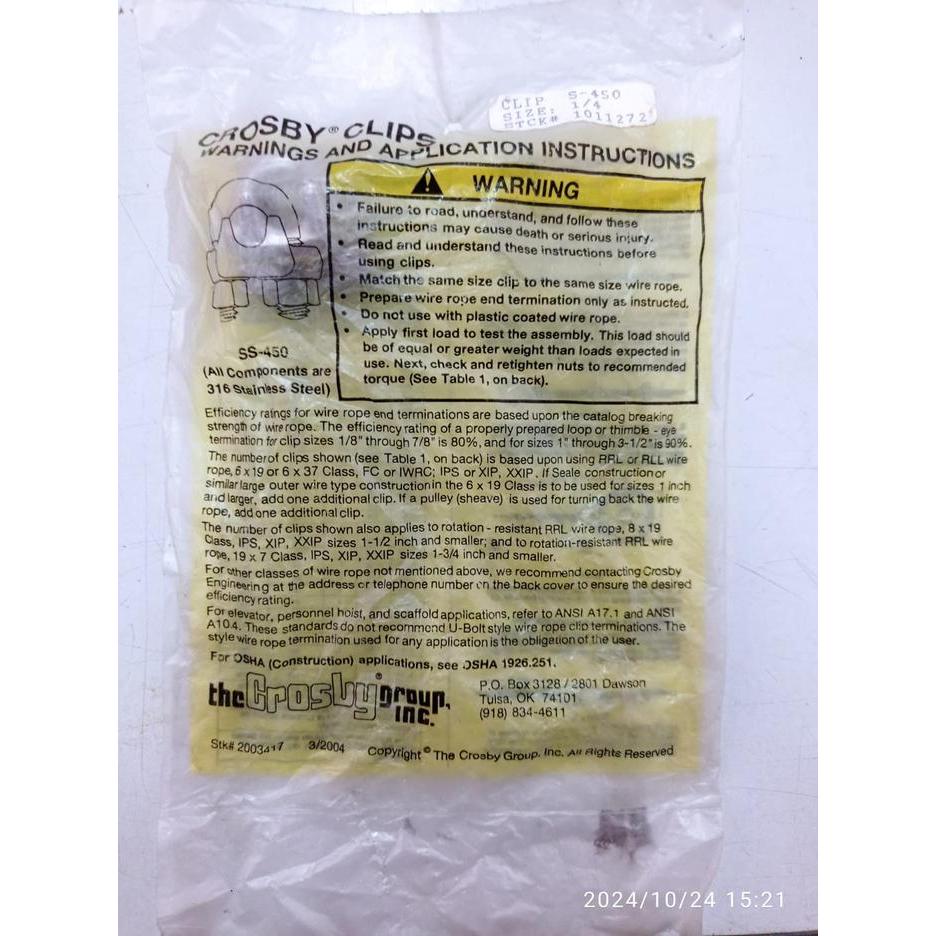 CLIP S-450
SIZE: 1/4
STCK# 1011272
CROSBY® CLIPS
WARNINGS AND APPLICATION INSTRUCTIONS
WARNING
• Failure to read, understand, and follow these
instructions may cause death or serious injury.
• Read and understand these instructions before
using clips.
• Match the same size clip to the same size wire rope.
• Prepare wire rope end termination only as instructed.
• Do not use with plastic coated wire rope.
• Apply first load to test the assembly. This load should
be of equal or greater weight than loads expected in
use. Next, check and retighten nuts to recommended
torque (See Table 1, on back).
SS-450
(All Components are
316 Stainless Steel)
Efficiency ratings for wire rope end terminations are based upon the catalog breaking
strength of wire rope. The efficiency rating of a properly prepared loop or thimble - eye
termination for clip sizes 1/8" through 7/8" is 80%, and for sizes 1" through 3-1/2" is 90%.
The number of clips shown (see Table 1, on back) is based upon using RRL or RLL wire
rope, 6 x 19 or 6 x 37 Class, FC or IWRC; IPS or XIP, XXIP. If Seale construction or
similar large outer wire type construction in the 6 x 19 Class is to be used for sizes 1 inch
and larger, add one additional clip. If a pulley (sheave) is used for turning back the wire
rope, add one additional clip.
The number of clips shown also applies to rotation - resistant RRL wire rope, 8 x 19
Class, IPS, XIP, XXIP sizes 1-1/2 inch and smaller; and to rotation-resistant RRL wire
rope, 19 x 7 Class, IPS, XIP, XXIP sizes 1-3/4 inch and smaller.
For other classes of wire rope not mentioned above, we recommend contacting Crosby
Engineering at the address or telephone number on the back cover to ensure the desired
efficiency rating.
For elevator, personnel hoist, and scaffold applications, refer to ANSI A17.1 and ANSI
A10.4. These standards do not recommend U-Bolt style wire rope clip terminations. The
style wire rope termination used for any application is the obligation of the user.
For OSHA (Construction) applications, see OSHA 1926.251.
the Crosby® group, inc.
P.O. Box 3128 / 2801 Dawson
Tulsa, OK 74101
(918) 834-4611
Stk# 2003417 3/2004 Copyright © The Crosby Group, Inc. All Rights Reserved
2024/10/24 15:21